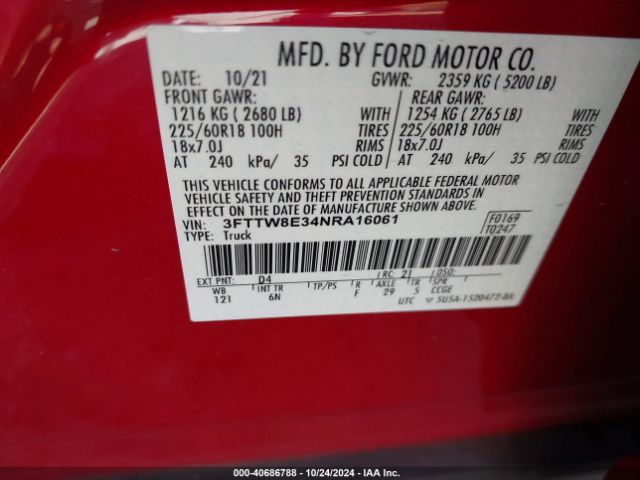 MFD. BY FORD MOTOR CO.
DATE: 10/21 GVWR: 2359 KG ( 5200 LB)
FRONT GAWR: REAR GAWR:
1216 KG ( 2680 LB) WITH 1254 KG ( 2765 LB) WITH
225/60R18 100H TIRES 225/60R18 100H TIRES
18x7.0J RIMS 18x7.0J RIMS
AT 240 kPa/ 35 PSI COLD AT 240 kPa/ 35 PSI COLD
THIS VEHICLE CONFORMS TO ALL APPLICABLE FEDERAL MOTOR
VEHICLE SAFETY AND THEFT PREVENTION STANDARDS IN
EFFECT ON THE DATE OF MANUFACTURE SHOWN ABOVE.
VIN: 3FTTW8E34NRA16061 F0169
TYPE: Truck T0247
EXT PNT: D4 RC: 21 DSO:
WB INT TR TP/PS R AXLE TR SPR
121 6N F 29 5 CCGE
UTC ▽ 5U5A-1520472-BA
000-40686788 - 10/24/2024 - IAA Inc.